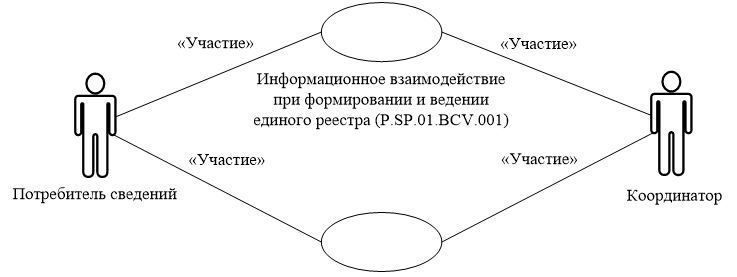 «Участие»
«Участие»
Информационное взаимодействие
при формировании и ведении
единого реестра (P.SP.01.BCV.001)
«Участие»
«Участие»
Потребитель сведений
Координатор